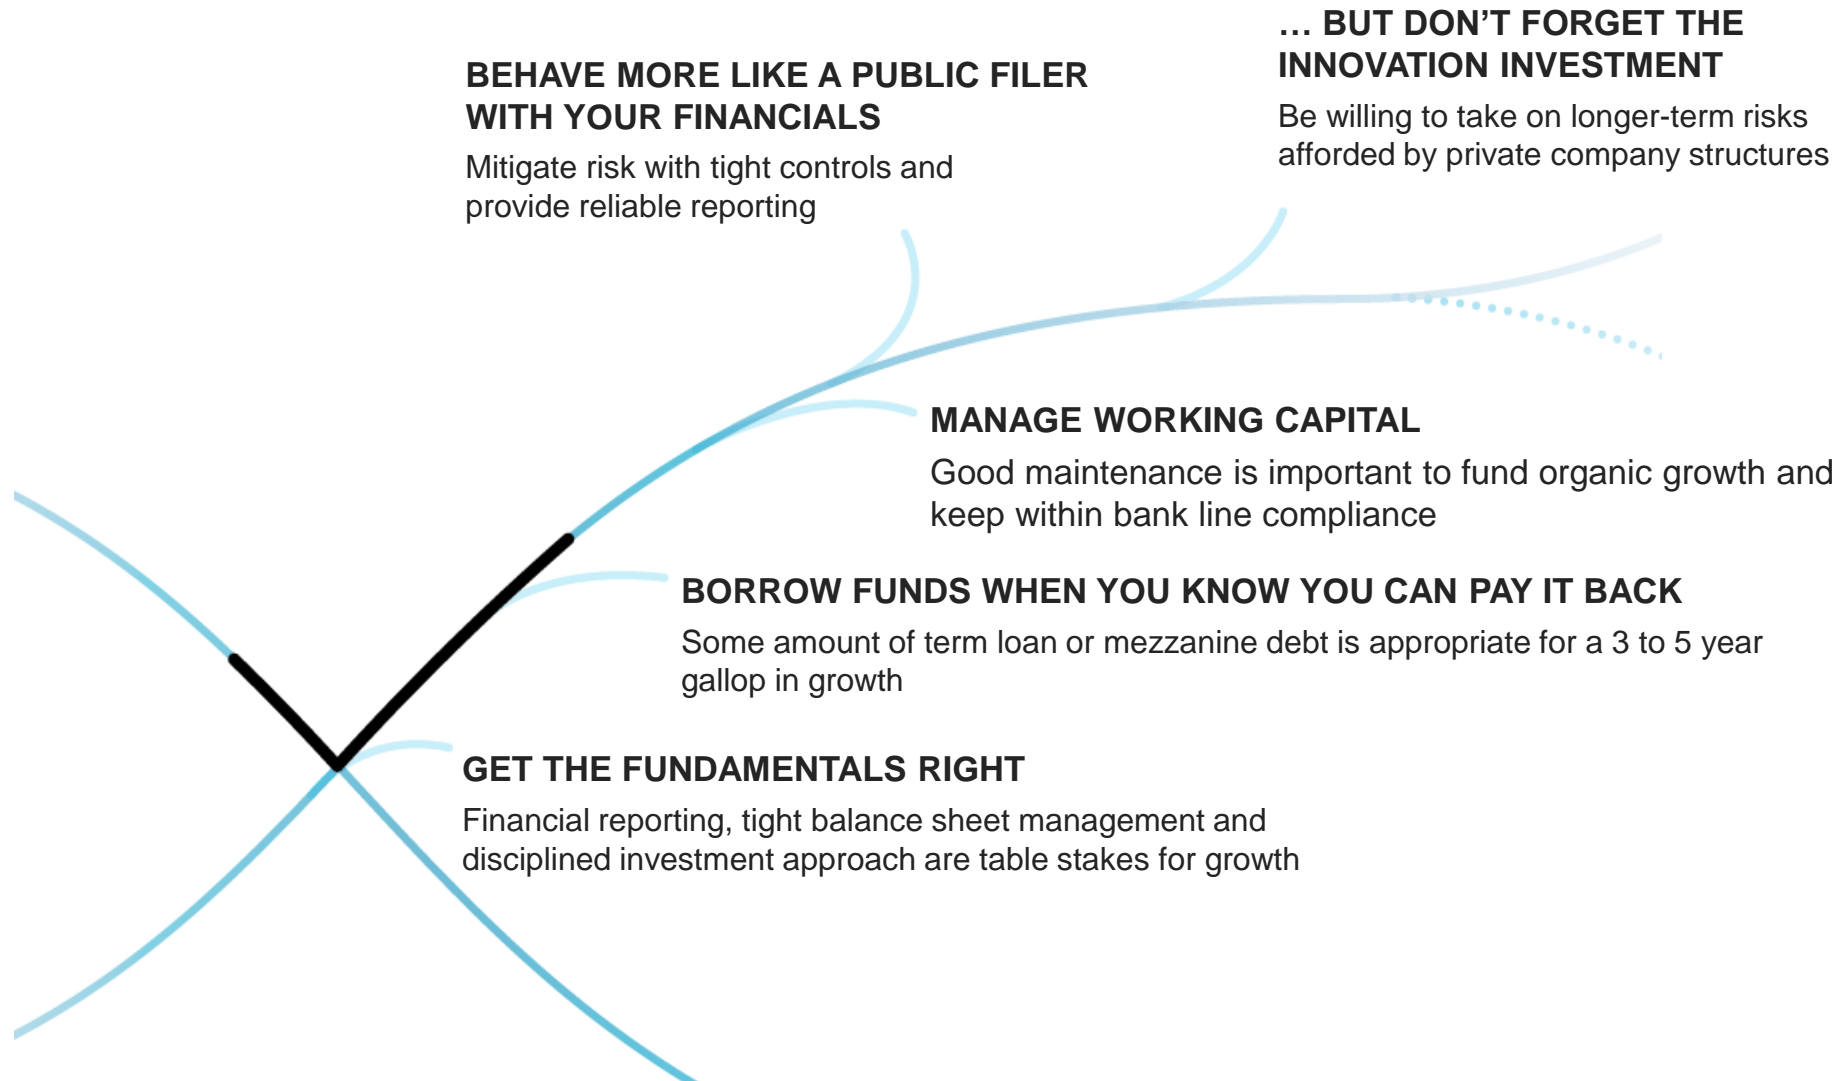 … BUT DON’T FORGET THE
INNOVATION INVESTMENT
Be willing to take on longer-term risks
afforded by private company structures
BEHAVE MORE LIKE A PUBLIC FILER
WITH YOUR FINANCIALS
Mitigate risk with tight controls and
provide reliable reporting
MANAGE WORKING CAPITAL
Good maintenance is important to fund organic growth and
keep within bank line compliance
BORROW FUNDS WHEN YOU KNOW YOU CAN PAY IT BACK
Some amount of term loan or mezzanine debt is appropriate for a 3 to 5 year
gallop in growth
GET THE FUNDAMENTALS RIGHT
Financial reporting, tight balance sheet management and
disciplined investment approach are table stakes for growth